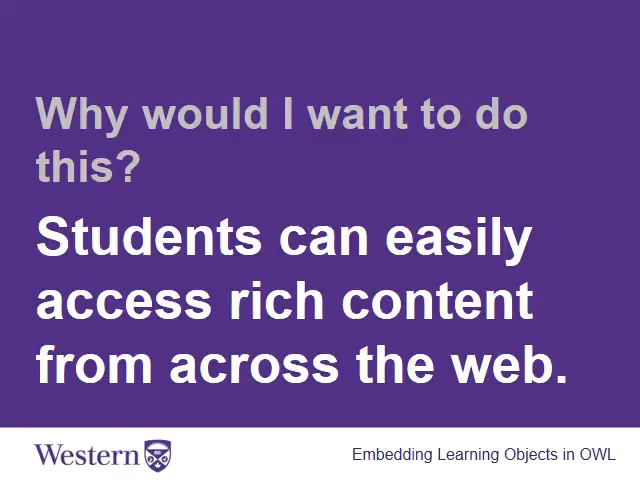 Why would I want to do
this?
Students can easily
access rich content
from across the web.
Western
Embedding Learning Objects in OWL